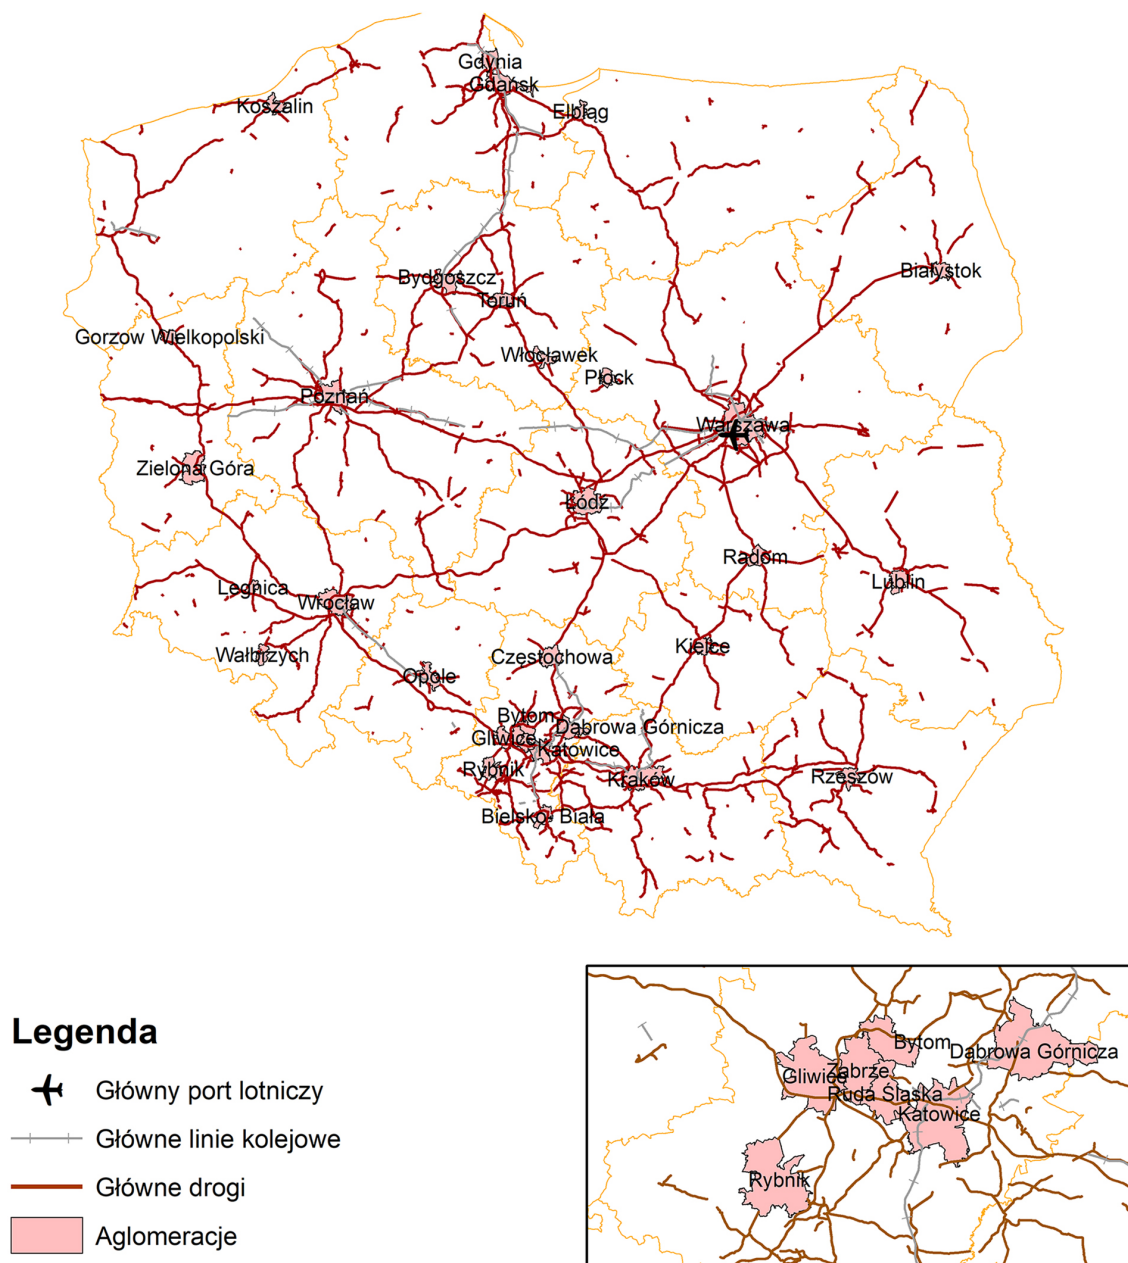 Gdynia
Gdańsk
Koszalin
Elbląg
Białystok
Bydgoszcz
Toruń
Gorzow Wielkopolski
Włocławek
Płock
Poznań
Warszawa
Zielona Góra
Łódź
Radom
Lublin
Legnica
Wrocław
Wałbrzych
Kielce
Częstochowa
Opole
Bytom
Dąbrowa Górnicza
Gliwice
Katowice
Rybnik
Kraków
Rzeszów
Bielsko- Biała
Legenda
Główny port lotniczy
Główne linie kolejowe
Główne drogi
Aglomeracje
Bytom
Dąbrowa Górnicza
Zabrze
Gliwice
Ruda Śląska
Katowice
Rybnik